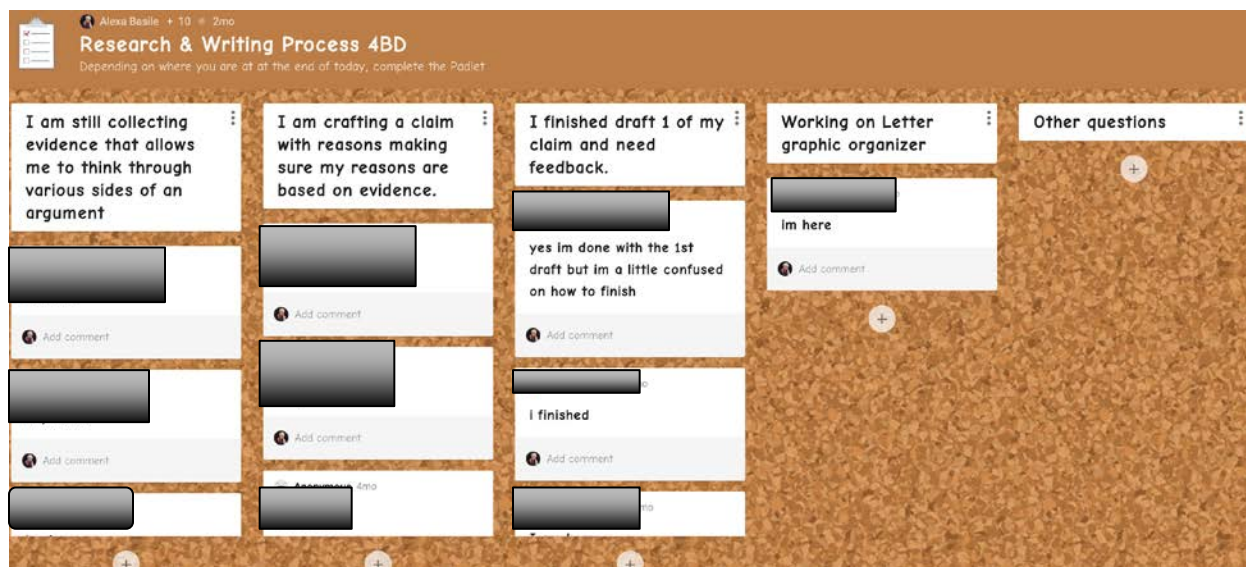 Alexa Basile + 10 • 2mo
Research & Writing Process 4BD
Depending on where you are at at the end of today, complete the Padlet
I am still collecting
evidence that allows
me to think through
various sides of an
argument
Add comment
Add comment
I am crafting a claim
with reasons making
sure my reasons are
based on evidence.
Add comment
Add comment
Anonymous 4mo
I finished draft 1 of my
claim and need
feedback.
yes im done with the 1st
draft but im a little confused
on how to finish
Add comment
i finished
Add comment
mo
Working on Letter
graphic organizer
im here
Add comment
Other questions